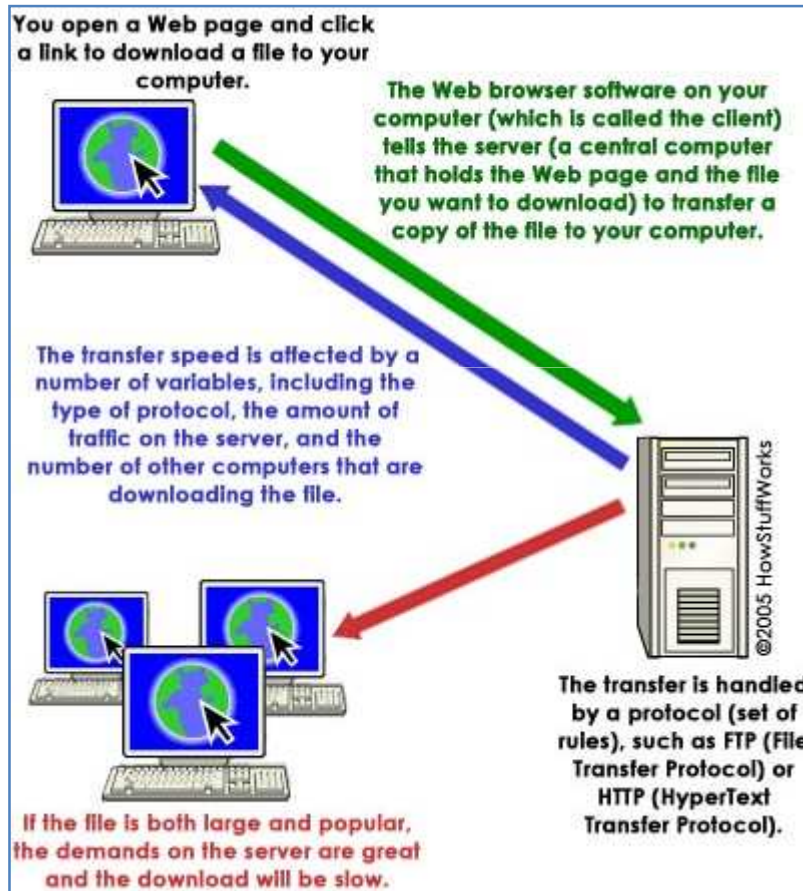 You open a Web page and click
a link to download a file to your
computer.
The Web browser software on your
computer (which is called the client)
tells the server (a central computer
that holds the Web page and the file
you want to download) to transfer a
copy of the file to your computer.
The transfer speed is affected by a
number of variables, including the
type of protocol, the amount of
traffic on the server, and the
number of other computers that are
downloading the file.
©2005 HowStuffWorks
The transfer is handled
by a protocol (set of
rules), such as FTP (File
Transfer Protocol) or
HTTP (HyperText
Transfer Protocol).
If the file is both large and popular,
the demands on the server are great
and the download will be slow.